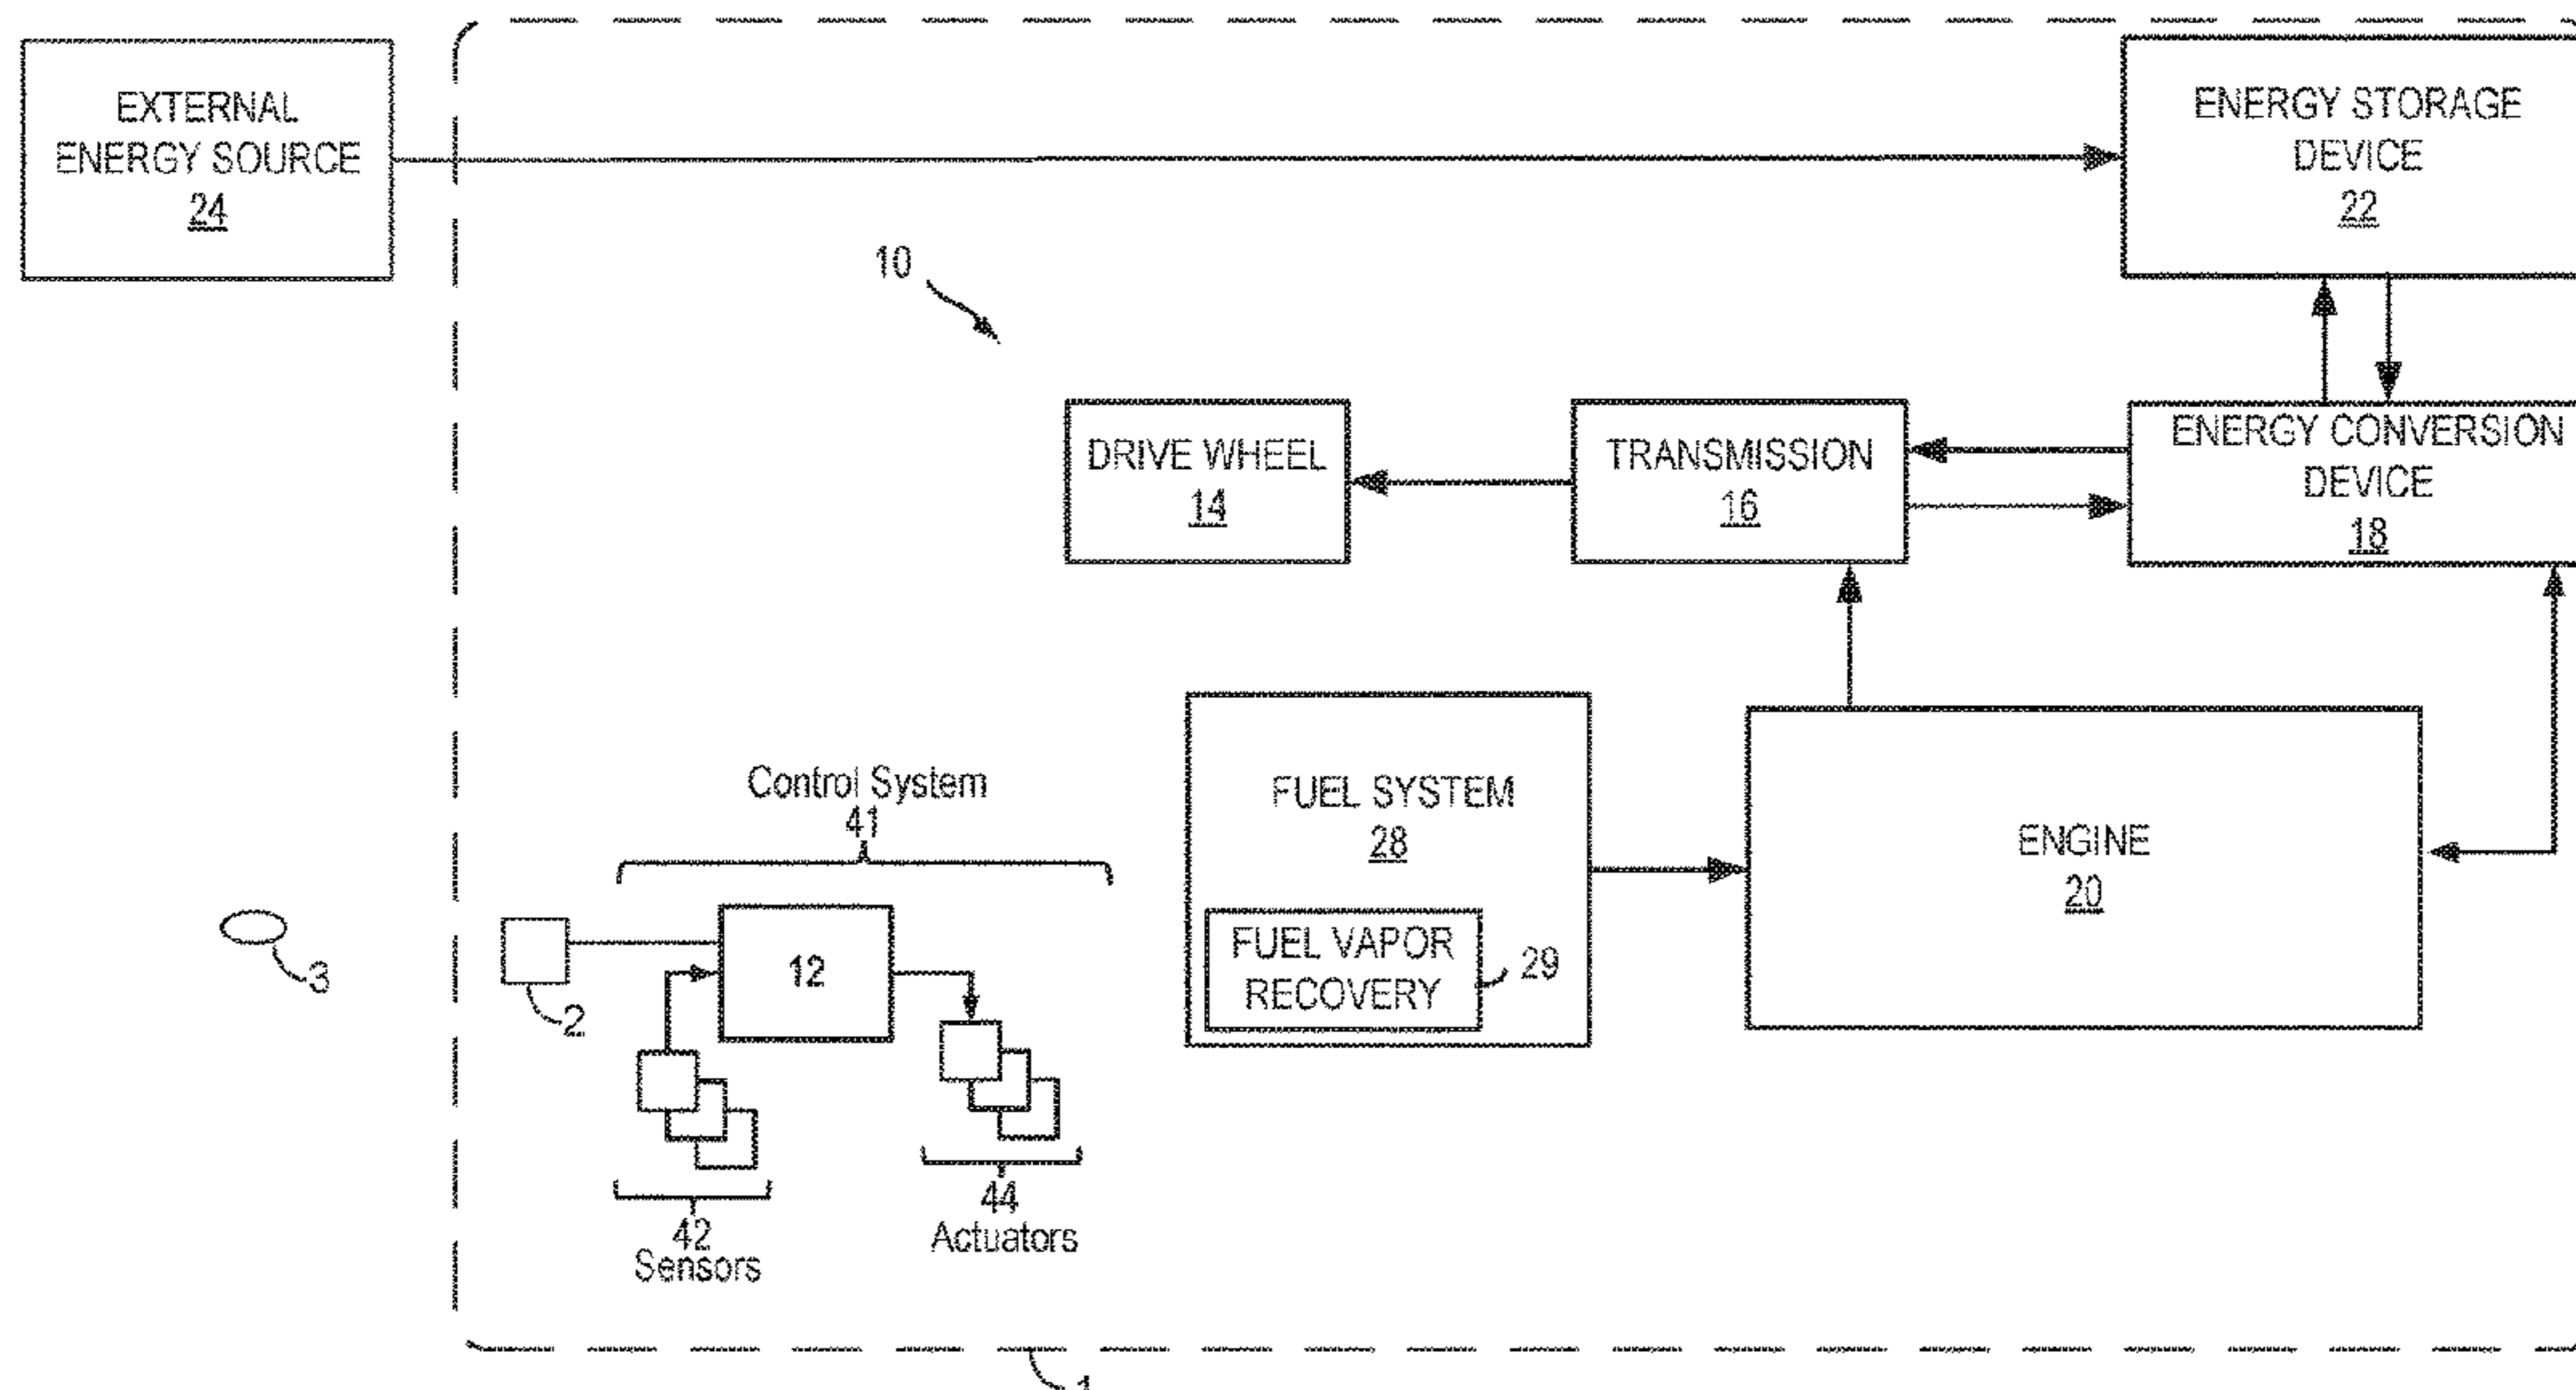 EXTERNAL
ENERGY SOURCE
24
ENERGY STORAGE
DEVICE
22
10
DRIVE WHEEL
14
TRANSMISSION
16
ENERGY CONVERSION
DEVICE
18
Control System
41
FUEL SYSTEM
28
FUEL VAPOR
RECOVERY
29
ENGINE
20
3
2
12
42
Sensors
44
Actuators
1